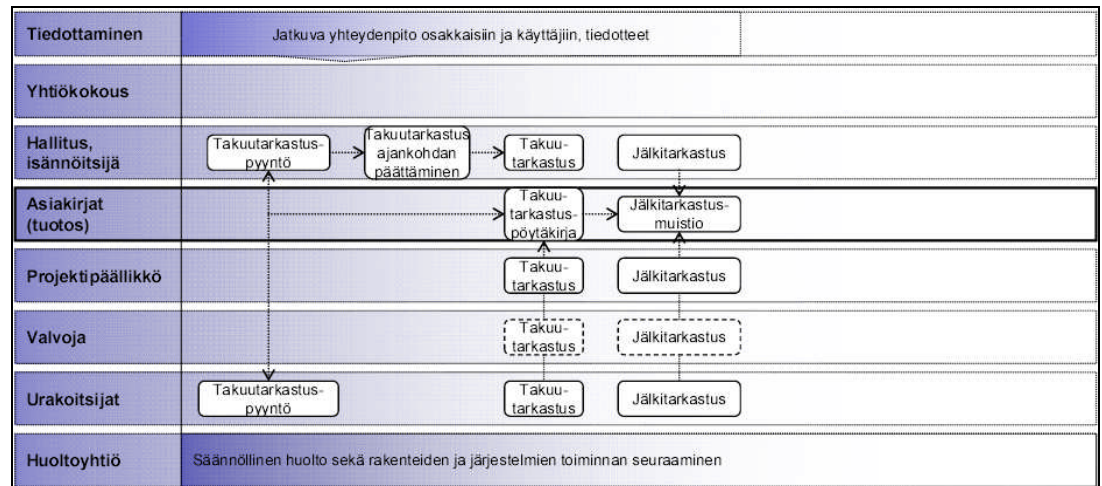 Tiedottaminen
Jatkuva yhteydenpito osakkaisiin ja käyttäjiin, tiedotteet
Yhtiökokous
Hallitus,
isännöitsijä
Takuutarkastus-
pyyntö
Takuutarkastus
ajankohdan
päättäminen
Takuu-
tarkastus
Jälkitarkastus
Asiakirjat
(tuotos)
Takuu-
tarkastus-
pöytäkirja
Jälkitarkastus-
muistio
Projektipäällikkö
Takuu-
tarkastus
Jälkitarkastus
Valvoja
Takuu-
tarkastus
Jälkitarkastus
Urakoitsijat
Takuutarkastus-
pyyntö
Takuu-
tarkastus
Jälkitarkastus
Huoltoyhtiö
Säännöllinen huolto sekä rakenteiden ja järjestelmien toiminnan seuraaminen